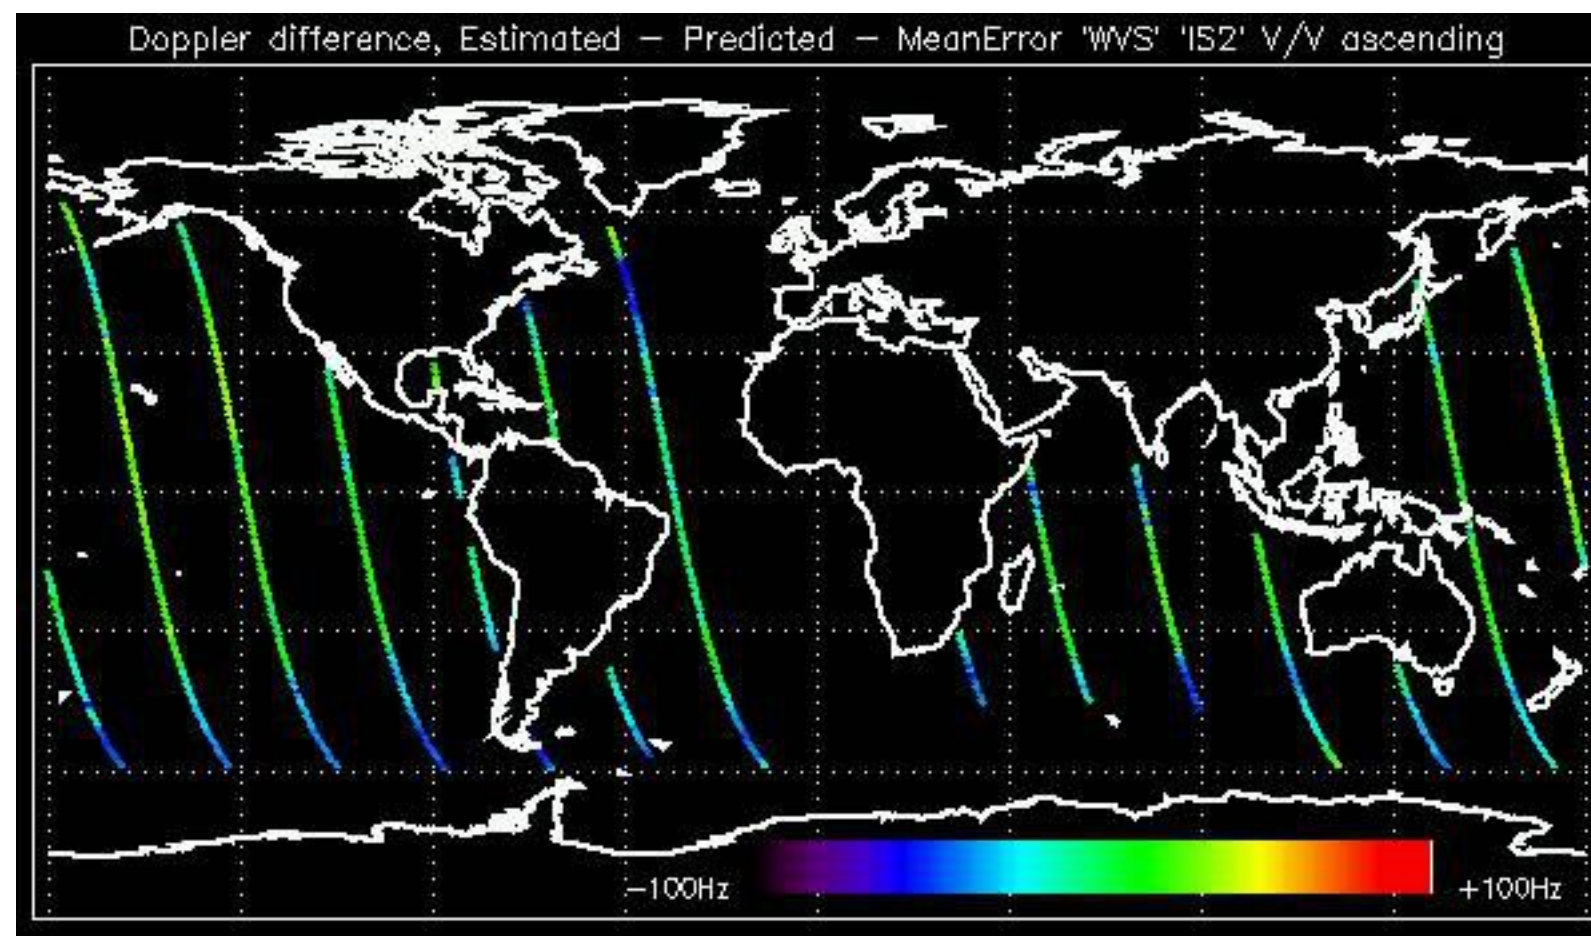 Doppler difference, Estimated – Predicted – MeanError 'WVS' 'IS2' V/V ascending
–100Hz +100Hz